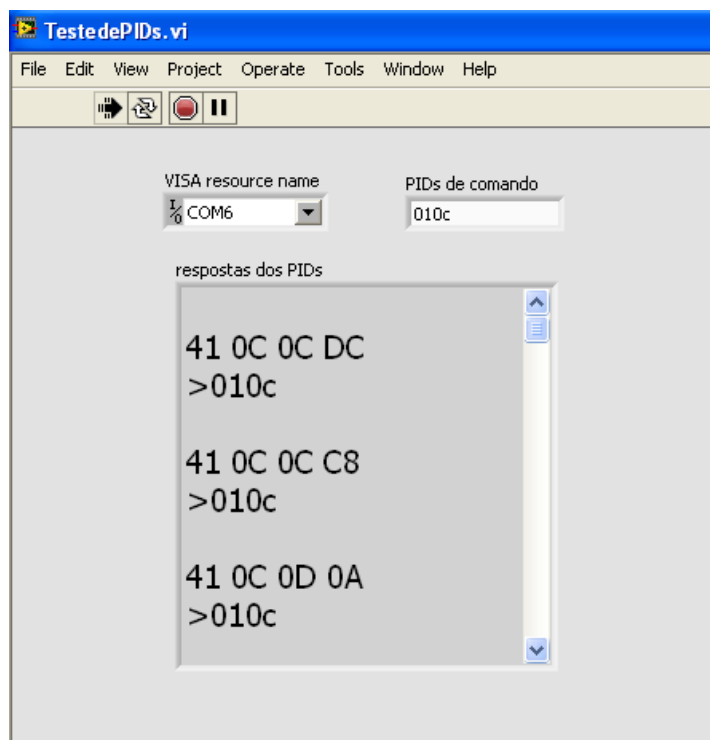 TestedePIDs.vi
File Edit View Project Operate Tools Window Help
VISA resource name
PIDs de comando
I/O COM6
010c
respostas dos PIDs
41 0C 0C DC
>010c
41 0C 0C C8
>010c
41 0C 0D 0A
>010c